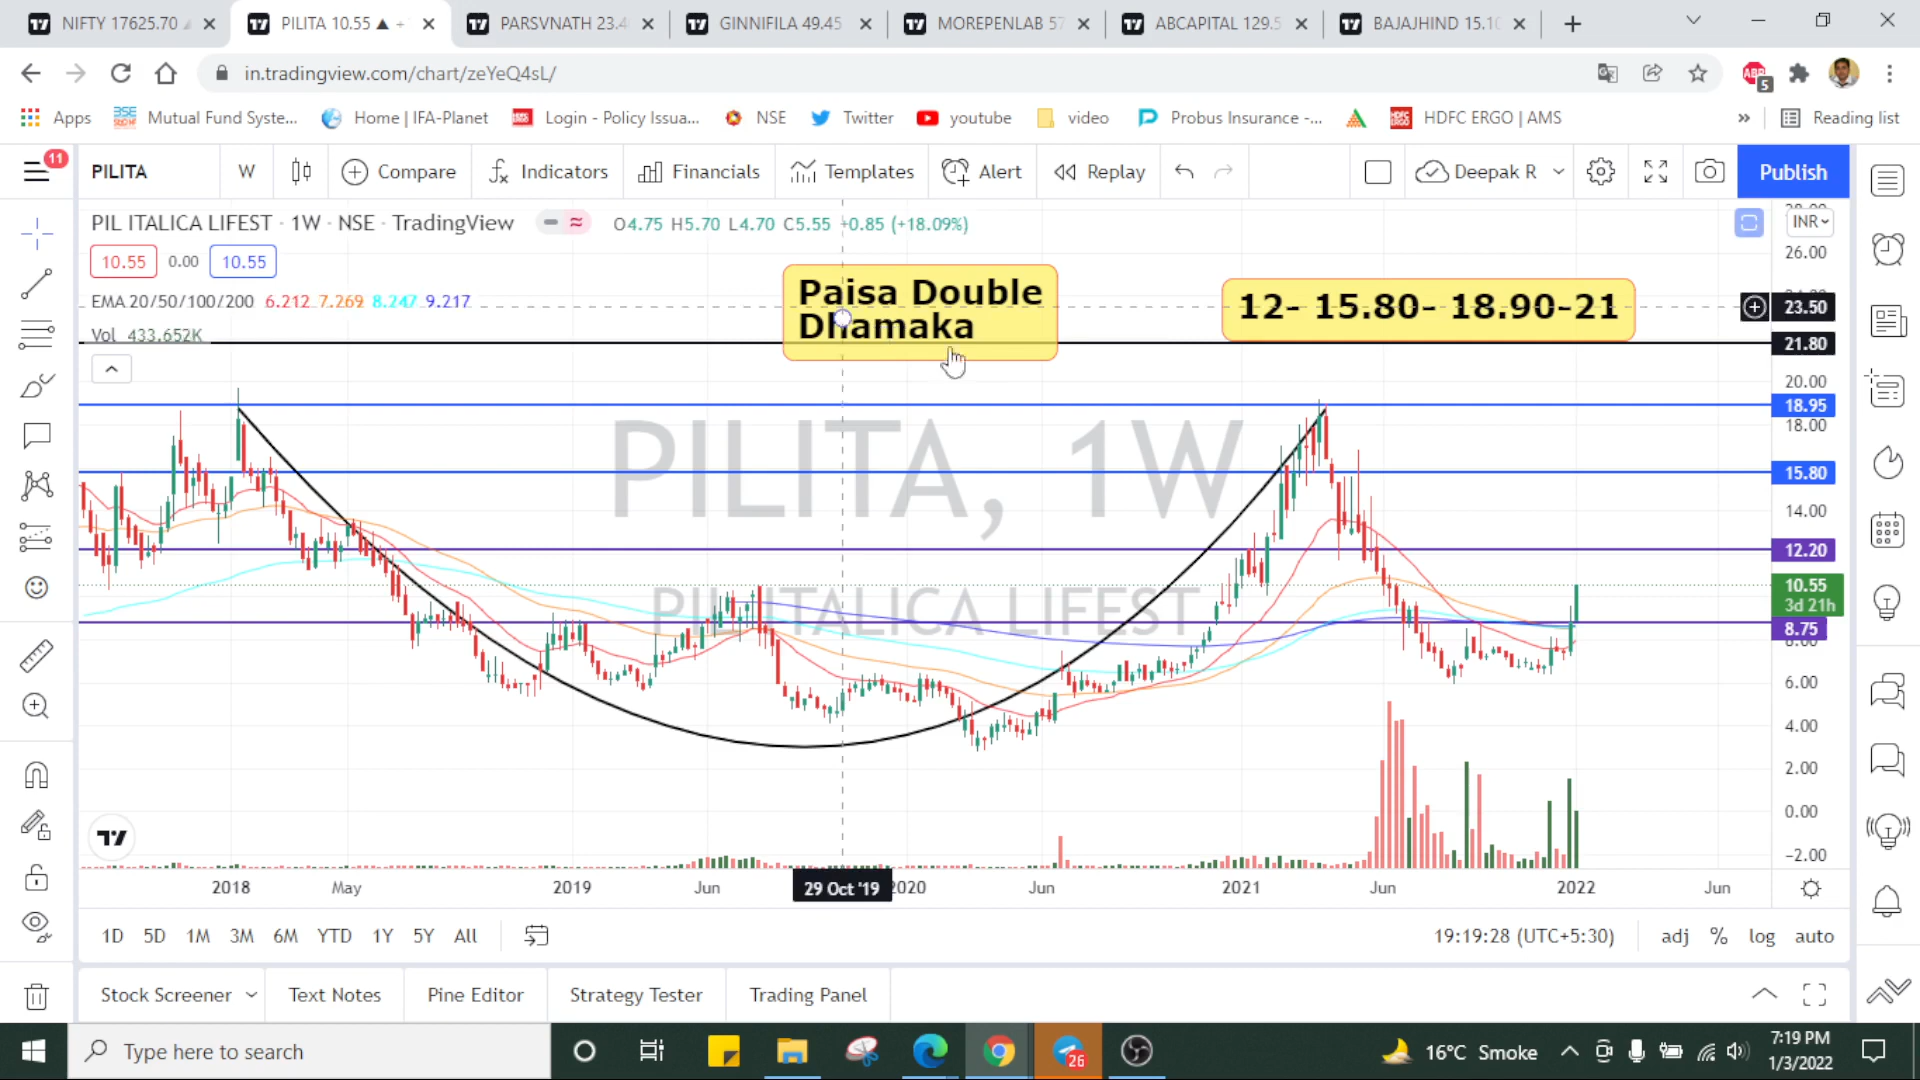 NIFTY 17625.70
PILITA 10.55 ▲ +
PARSVNATH 23.4
GINNIFILA 49.45
MOREPENLAB 57
ABCAPITAL 129.5
BAJAJHIND 15.10
in.tradingview.com/chart/zeYeQ4sL/
ABP 5
Apps
Mutual Fund Syste...
Home | IFA-Planet
Login - Policy Issua...
NSE
Twitter
youtube
video
Probus Insurance -...
HDFC ERGO | AMS
»
Reading list
11
PILITA
W
Compare
Indicators
Financials
Templates
Alert
Replay
Deepak R
Publish
PIL ITALICA LIFEST · 1W · NSE · TradingView
O4.75 H5.70 L4.70 C5.55 +0.85 (+18.09%)
INR
10.55 0.00 10.55
EMA 20/50/100/200 6.212 7.269 8.247 9.217
Vol 433.652K
Paisa Double
Dhamaka
12- 15.80- 18.90-21
PILITA, 1W
PIL ITALICA LIFEST
26.00
23.50
21.80
20.00
18.95
18.00
15.80
14.00
12.20
10.55
3d 21h
8.75
6.00
4.00
2.00
0.00
−2.00
2018 May 2019 Jun 29 Oct '19 2020 Jun 2021 Jun 2022 Jun
1D 5D 1M 3M 6M YTD 1Y 5Y All
19:19:28 (UTC+5:30)
adj % log auto
Stock Screener
Text Notes
Pine Editor
Strategy Tester
Trading Panel
Type here to search
26
16°C Smoke
7:19 PM
1/3/2022